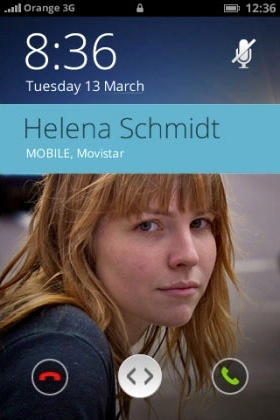 Orange 3G
12:36
8:36
Tuesday 13 March
Helena Schmidt
MOBILE, Movistar